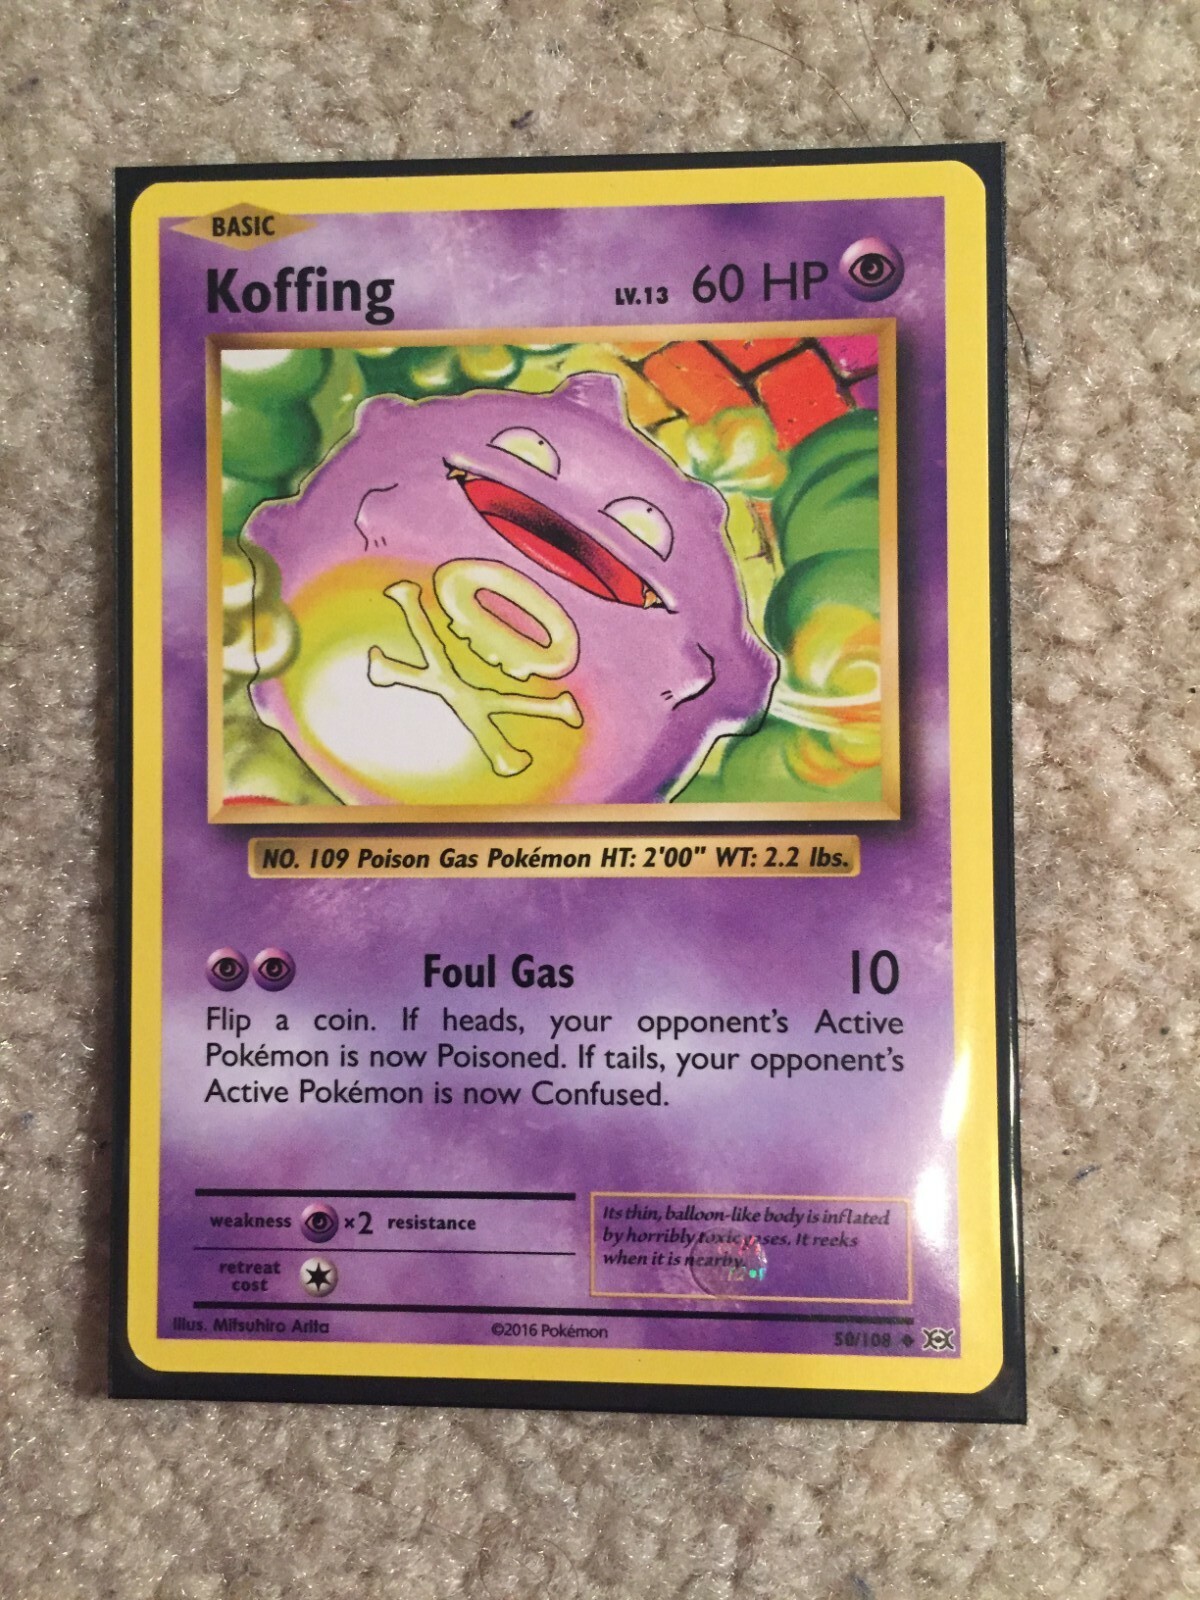 BASIC
Koffing LV.13 60 HP
NO. 109 Poison Gas Pokémon HT: 2'00" WT: 2.2 lbs.
Foul Gas 10
Flip a coin. If heads, your opponent's Active
Pokémon is now Poisoned. If tails, your opponent's
Active Pokémon is now Confused.
weakness ×2 resistance
retreat
cost
Its thin, balloon-like body is inflated
by horribly toxic gases. It reeks
when it is nearby.
Illus. Mitsuhiro Arita ©2016 Pokémon 50/108